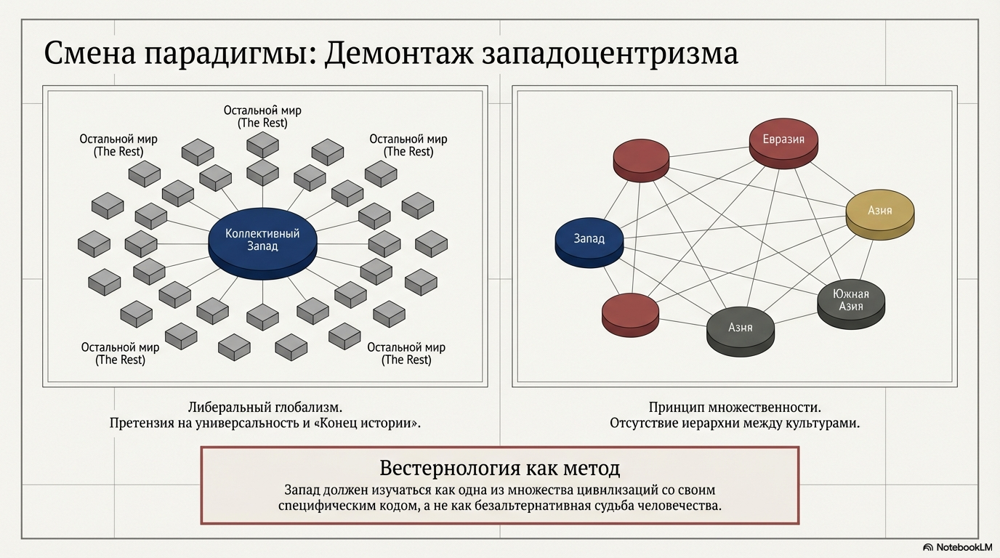 Смена парадигмы: Демонтаж западоцентризма
Остальной мир
(The Rest)
Остальной мир
(The Rest)
Остальной мир
(The Rest)
Коллективный
Запад
Остальной мир
(The Rest)
Остальной мир
(The Rest)
Евразия
Азия
Запад
Южная
Азия
Азня
Либеральный глобализм.
Претензия на универсальность и «Конец истории».
Принцип множественности.
Отсутствие иерархни между культурами.
Вестернология как метод
Запад должен изучаться как одна из множества цивилизаций со своим
специфическим кодом, а не как безальтернативная судьба человечества.
NotebookLM